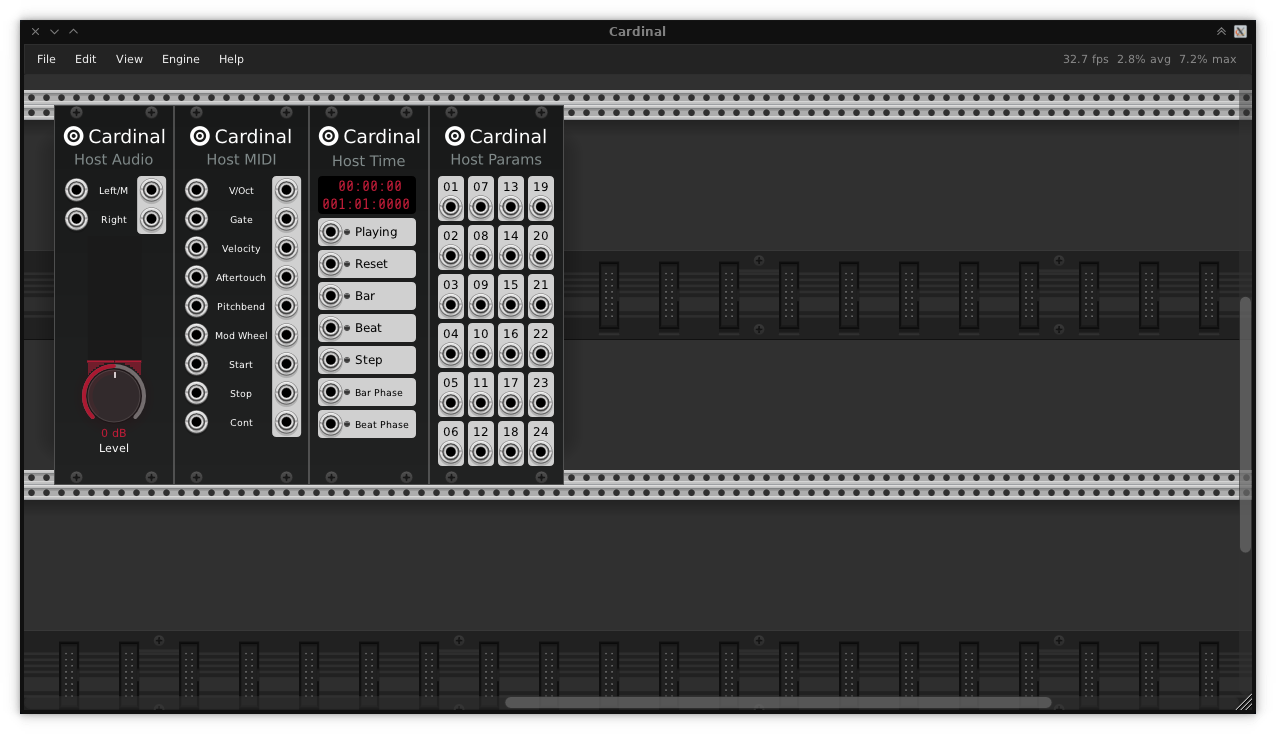 Cardinal
File Edit View Engine Help 32.7 fps 2.8% avg 7.2% max
Cardinal Cardinal Cardinal Cardinal
Host Audio Host MIDI Host Time Host Params
Left/M
Right
0 dB
Level
V/Oct
Gate
Velocity
Aftertouch
Pitchbend
Mod Wheel
Start
Stop
Cont
00:00:00
001:01:0000
Playing
Reset
Bar
Beat
Step
Bar Phase
Beat Phase
01 07 13 19
02 08 14 20
03 09 15 21
04 10 16 22
05 11 17 23
06 12 18 24